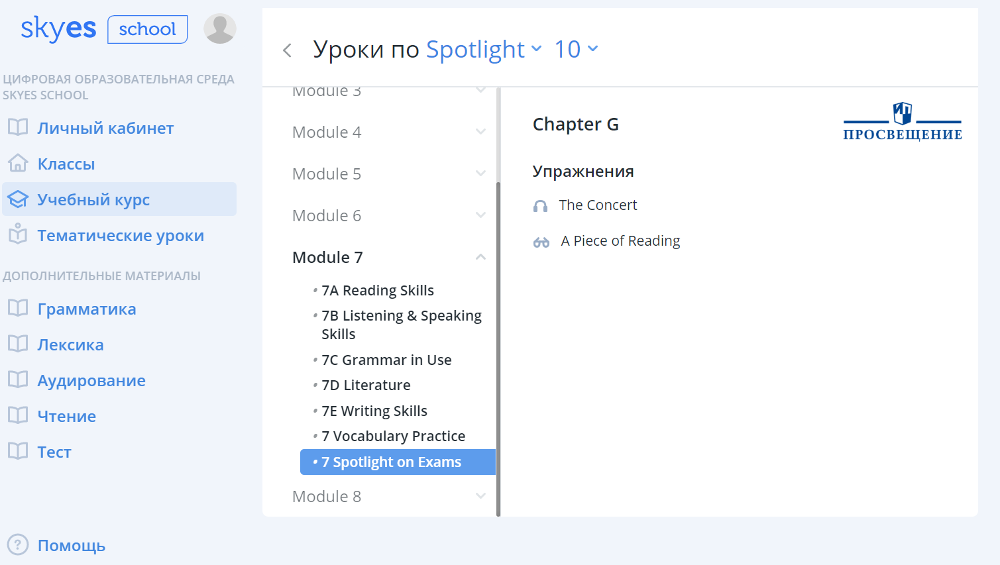 skyes school
ЦИФРОВАЯ ОБРАЗОВАТЕЛЬНАЯ СРЕДА
SKYES SCHOOL
Личный кабинет
Классы
Учебный курс
Тематические уроки
ДОПОЛНИТЕЛЬНЫЕ МАТЕРИАЛЫ
Грамматика
Лексика
Аудирование
Чтение
Тест
? Помощь
Уроки по Spotlight 10
Module 3
Module 4
Module 5
Module 6
Module 7
• 7A Reading Skills
• 7B Listening & Speaking
Skills
• 7C Grammar in Use
• 7D Literature
• 7E Writing Skills
• 7 Vocabulary Practice
• 7 Spotlight on Exams
Module 8
Chapter G
ИП
ПРОСВЕЩЕНИЕ
Упражнения
The Concert
A Piece of Reading